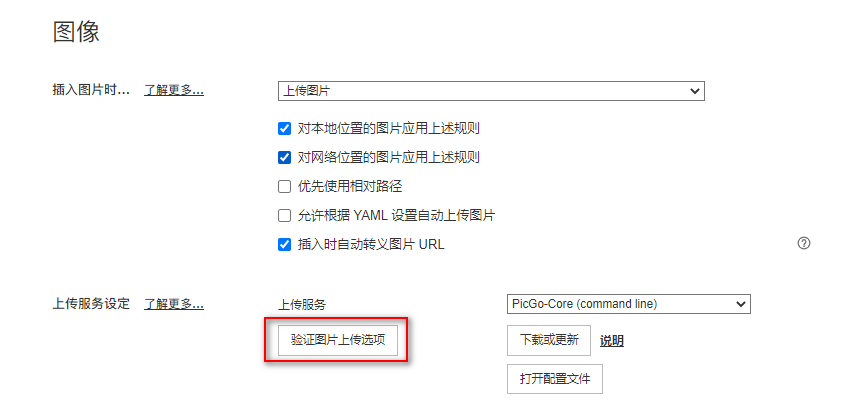 图像
插入图片时... 了解更多... 上传图片
对本地位置的图片应用上述规则
对网络位置的图片应用上述规则
优先使用相对路径
允许根据 YAML 设置自动上传图片
插入时自动转义图片 URL ?
上传服务设定 了解更多... 上传服务 PicGo-Core (command line)
验证图片上传选项 下载或更新 说明
打开配置文件